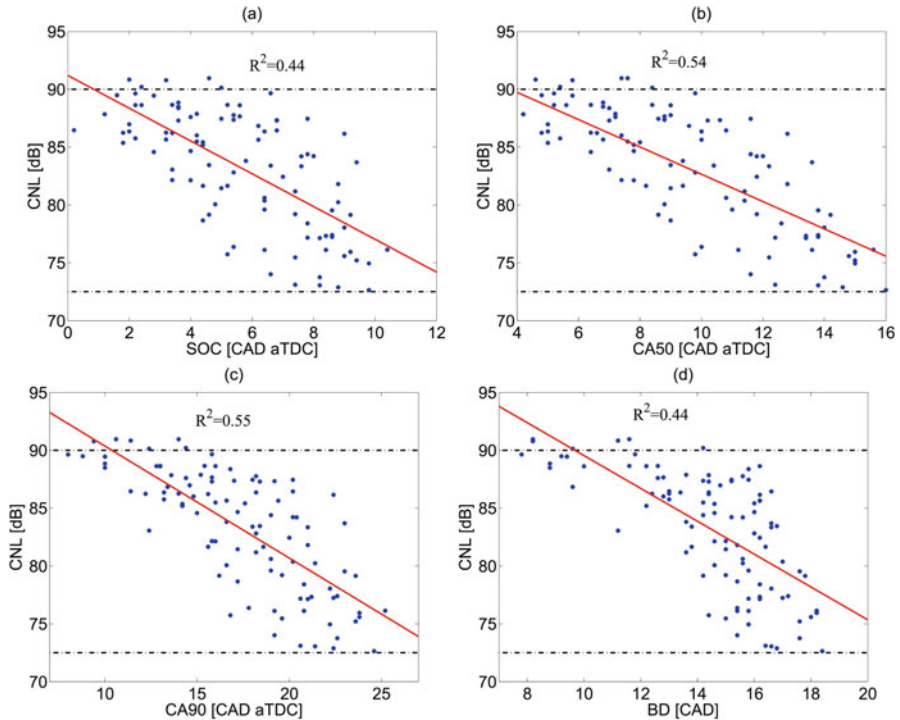 (a)
95
90
85
80
75
70
CNL [dB]
R²=0.44
0 2 4 6 8 10 12
SOC [CAD aTDC]
(b)
95
90
85
80
75
70
CNL [dB]
R²=0.54
4 6 8 10 12 14 16
CA50 [CAD aTDC]
(c)
95
90
85
80
75
70
CNL [dB]
R²=0.55
10 15 20 25
CA90 [CAD aTDC]
(d)
95
90
85
80
75
70
CNL [dB]
R²=0.44
8 10 12 14 16 18 20
BD [CAD]